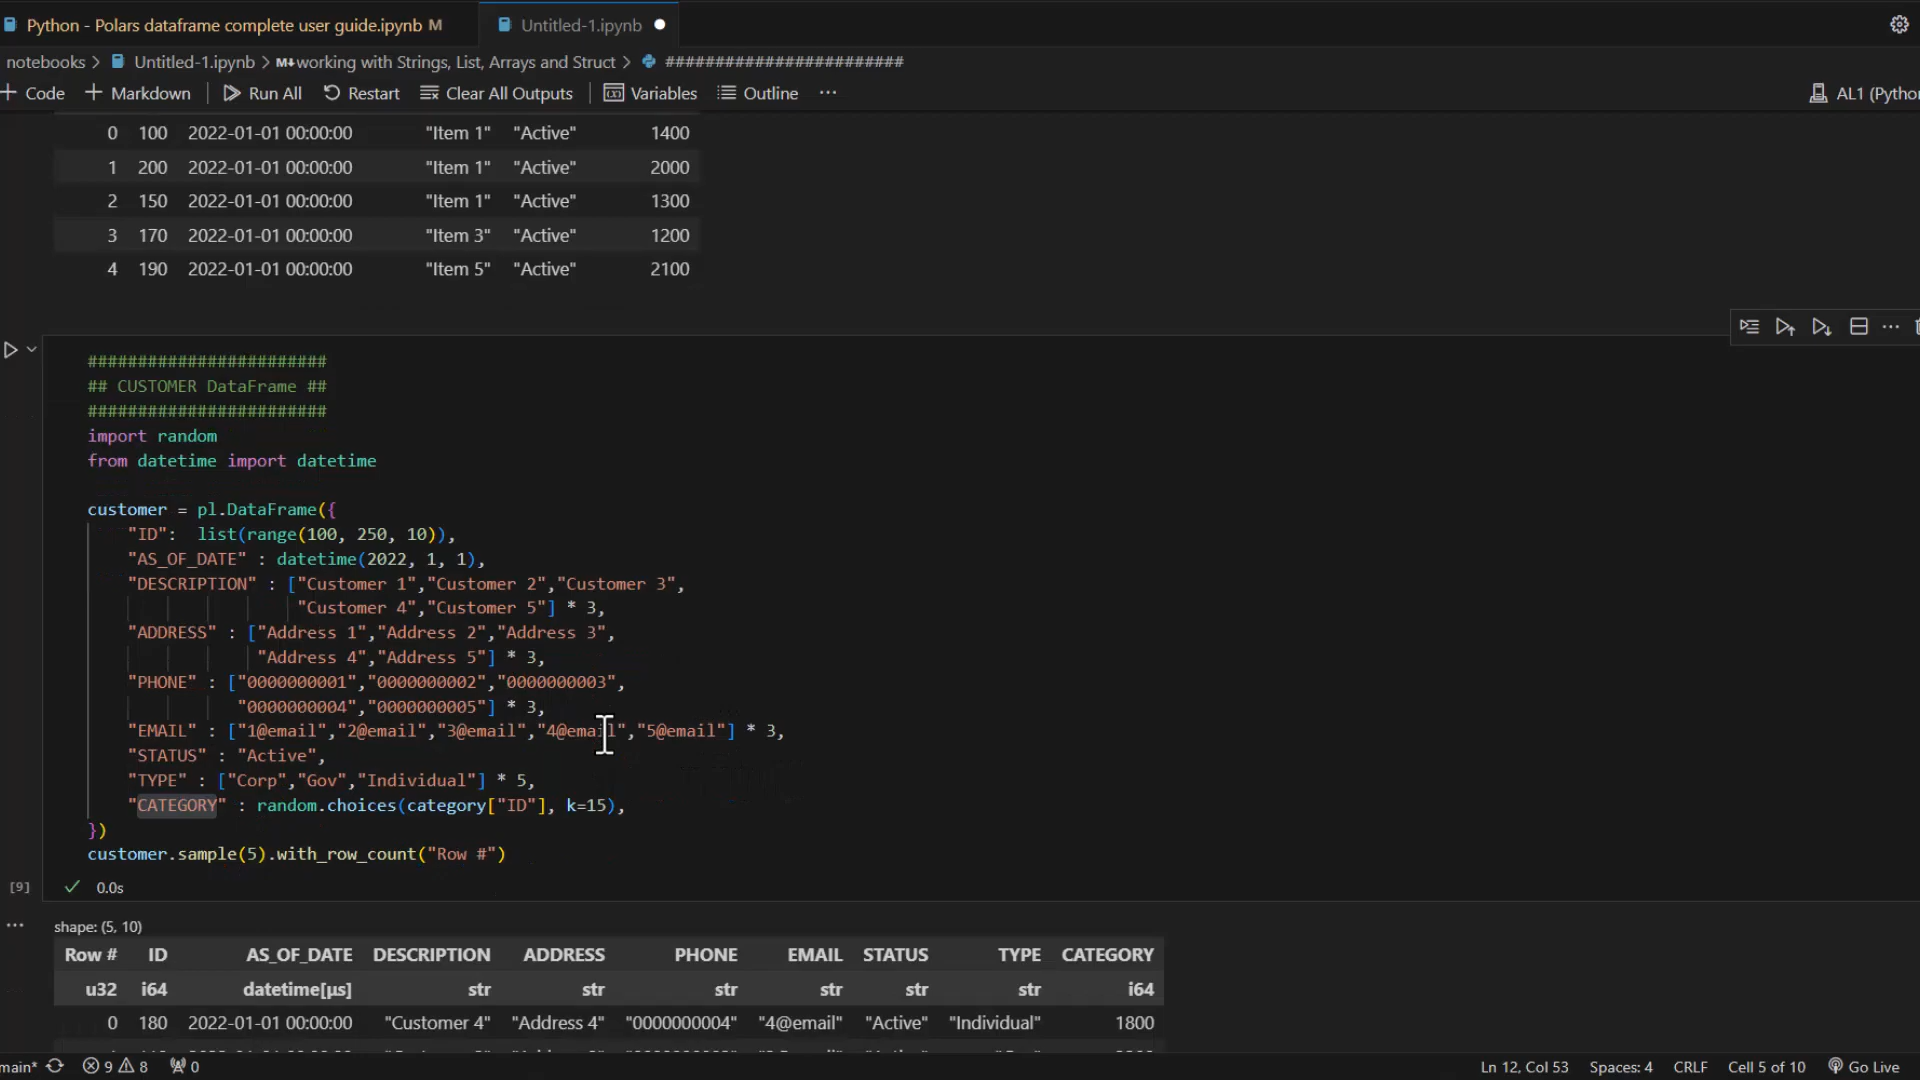 Python - Polars dataframe complete user guide.ipynb M Untitled-1.ipynb
notebooks > Untitled-1.ipynb > M↓working with Strings, List, Arrays and Struct > ########################
+ Code + Markdown Run All Restart Clear All Outputs Variables Outline ... AL1 (Python
0 100 2022-01-01 00:00:00 "Item 1" "Active" 1400
1 200 2022-01-01 00:00:00 "Item 1" "Active" 2000
2 150 2022-01-01 00:00:00 "Item 1" "Active" 1300
3 170 2022-01-01 00:00:00 "Item 3" "Active" 1200
4 190 2022-01-01 00:00:00 "Item 5" "Active" 2100
########################
## CUSTOMER DataFrame ##
########################
import random
from datetime import datetime
customer = pl.DataFrame({
"ID": list(range(100, 250, 10)),
"AS_OF_DATE" : datetime(2022, 1, 1),
"DESCRIPTION" : ["Customer 1","Customer 2","Customer 3",
"Customer 4","Customer 5"] * 3,
"ADDRESS" : ["Address 1","Address 2","Address 3",
"Address 4","Address 5"] * 3,
"PHONE" : ["0000000001","0000000002","0000000003",
"0000000004","0000000005"] * 3,
"EMAIL" : ["1@email","2@email","3@email","4@email","5@email"] * 3,
"STATUS" : "Active",
"TYPE" : ["Corp","Gov","Individual"] * 5,
"CATEGORY" : random.choices(category["ID"], k=15),
})
customer.sample(5).with_row_count("Row #")
[9] 0.0s
... shape: (5, 10)
Row # ID AS_OF_DATE DESCRIPTION ADDRESS PHONE EMAIL STATUS TYPE CATEGORY
u32 i64 datetime[μs] str str str str str str i64
0 180 2022-01-01 00:00:00 "Customer 4" "Address 4" "0000000004" "4@email" "Active" "Individual" 1800
main* 9 8 0 Ln 12, Col 53 Spaces: 4 CRLF Cell 5 of 10 Go Live